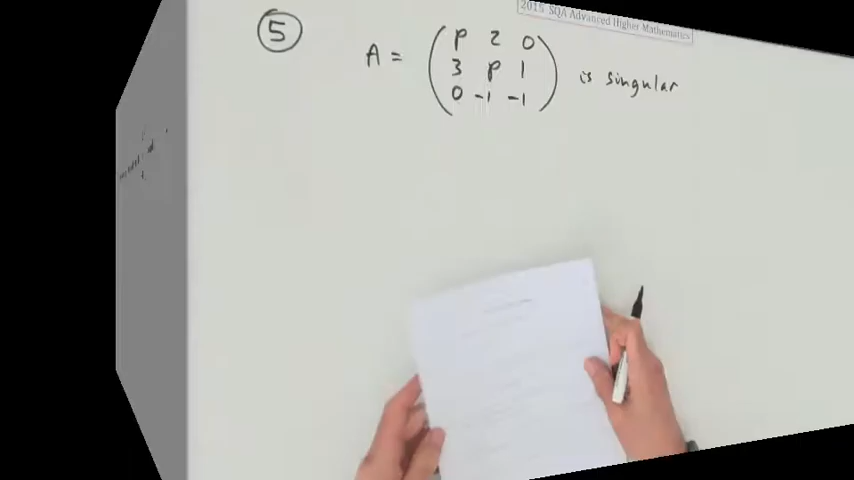 2015 SQA Advanced Higher Mathematics
5
A = ( p 2 0 ) is singular
3 p 1
0 -1 -1